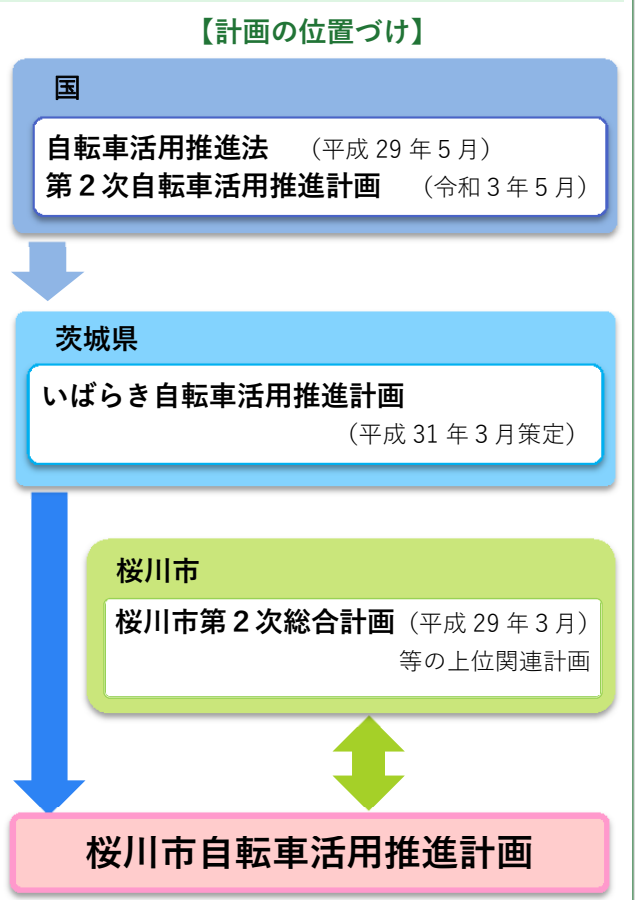 【計画の位置づけ】
国
自転車活用推進法 （平成 29 年５月）
第２次自転車活用推進計画 （令和３年５月）
茨城県
いばらき自転車活用推進計画
（平成 31 年３月策定）
桜川市
桜川市第２次総合計画（平成 29 年３月）
等の上位関連計画
桜川市自転車活用推進計画